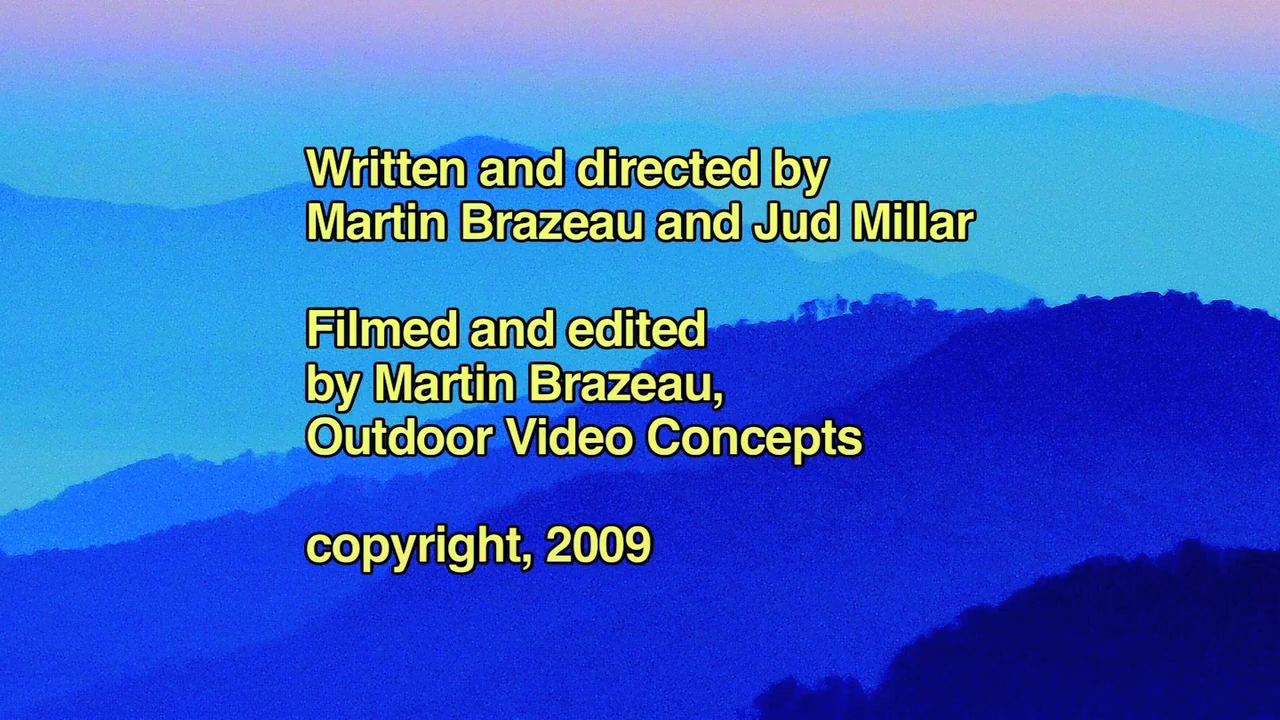 Written and directed by
Martin Brazeau and Jud Millar
Filmed and edited
by Martin Brazeau,
Outdoor Video Concepts
copyright, 2009